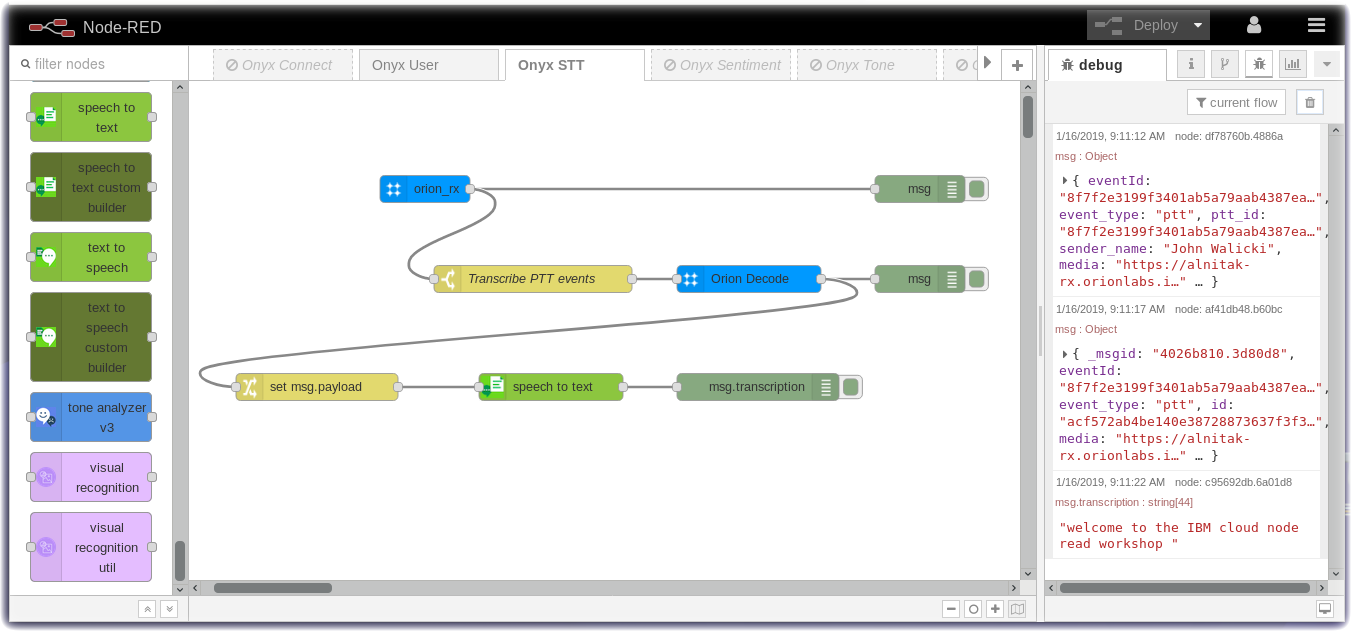 Node-RED
Deploy
filter nodes
Onyx Connect
Onyx User
Onyx STT
Onyx Sentiment
Onyx Tone
debug
current flow
speech to
text
speech to
text custom
builder
text to
speech
text to
speech
custom
builder
tone analyzer
v3
visual
recognition
visual
recognition
util
orion_rx
msg
Transcribe PTT events
Orion Decode
msg
set msg.payload
speech to text
msg.transcription
1/16/2019, 9:11:12 AM node: df78760b.4886a
msg : Object
{ eventId:
"8f7f2e3199f3401ab5a79aab4387ea…",
event_type: "ptt", ptt_id:
"8f7f2e3199f3401ab5a79aab4387ea…",
sender_name: "John Walicki",
media: "https://alnitak-
rx.orionlabs.i…" … }
1/16/2019, 9:11:17 AM node: af41db48.b60bc
msg : Object
{ _msgid: "4026b810.3d80d8",
eventId:
"8f7f2e3199f3401ab5a79aab4387ea…",
event_type: "ptt", id:
"acf572ab4be140e38728873637f3f3…",
media: "https://alnitak-
rx.orionlabs.i…" … }
1/16/2019, 9:11:22 AM node: c95692db.6a01d8
msg.transcription : string[44]
"welcome to the IBM cloud node
read workshop "